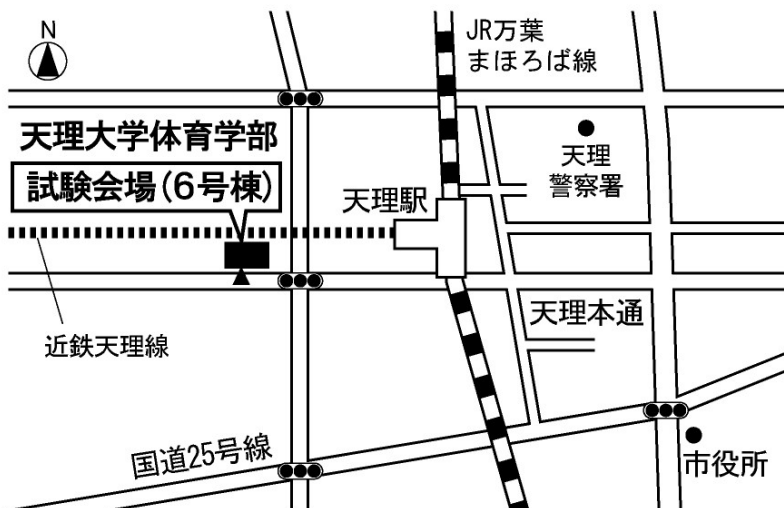 N
JR万葉
まほろば線
天理大学体育学部
試験会場(6号棟)
天理
警察署
天理駅
天理本通
近鉄天理線
国道25号線
市役所